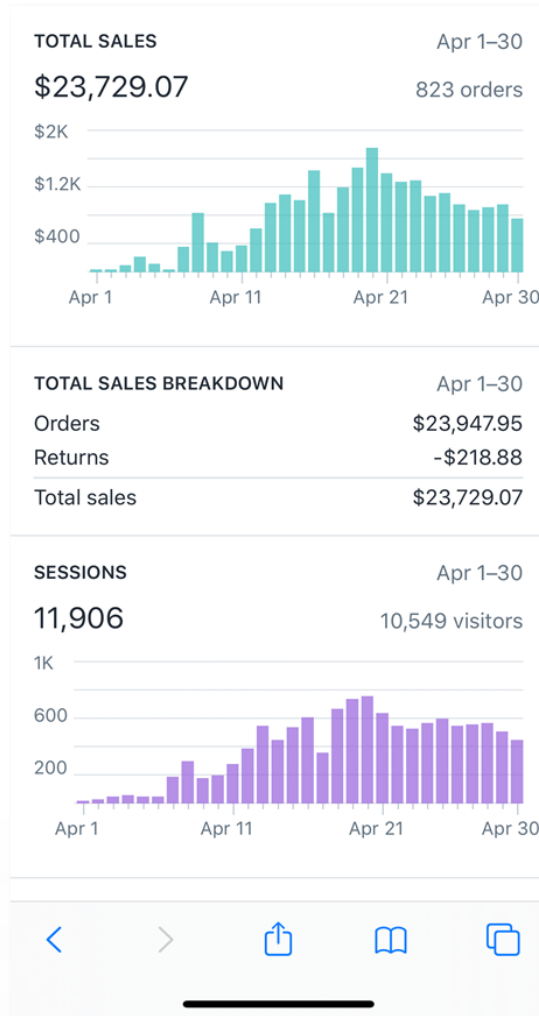 TOTAL SALES Apr 1–30
$23,729.07 823 orders
$2K
$1.2K
$400
Apr 1 Apr 11 Apr 21 Apr 30
TOTAL SALES BREAKDOWN Apr 1–30
Orders $23,947.95
Returns -$218.88
Total sales $23,729.07
SESSIONS Apr 1–30
11,906 10,549 visitors
1K
600
200
Apr 1 Apr 11 Apr 21 Apr 30